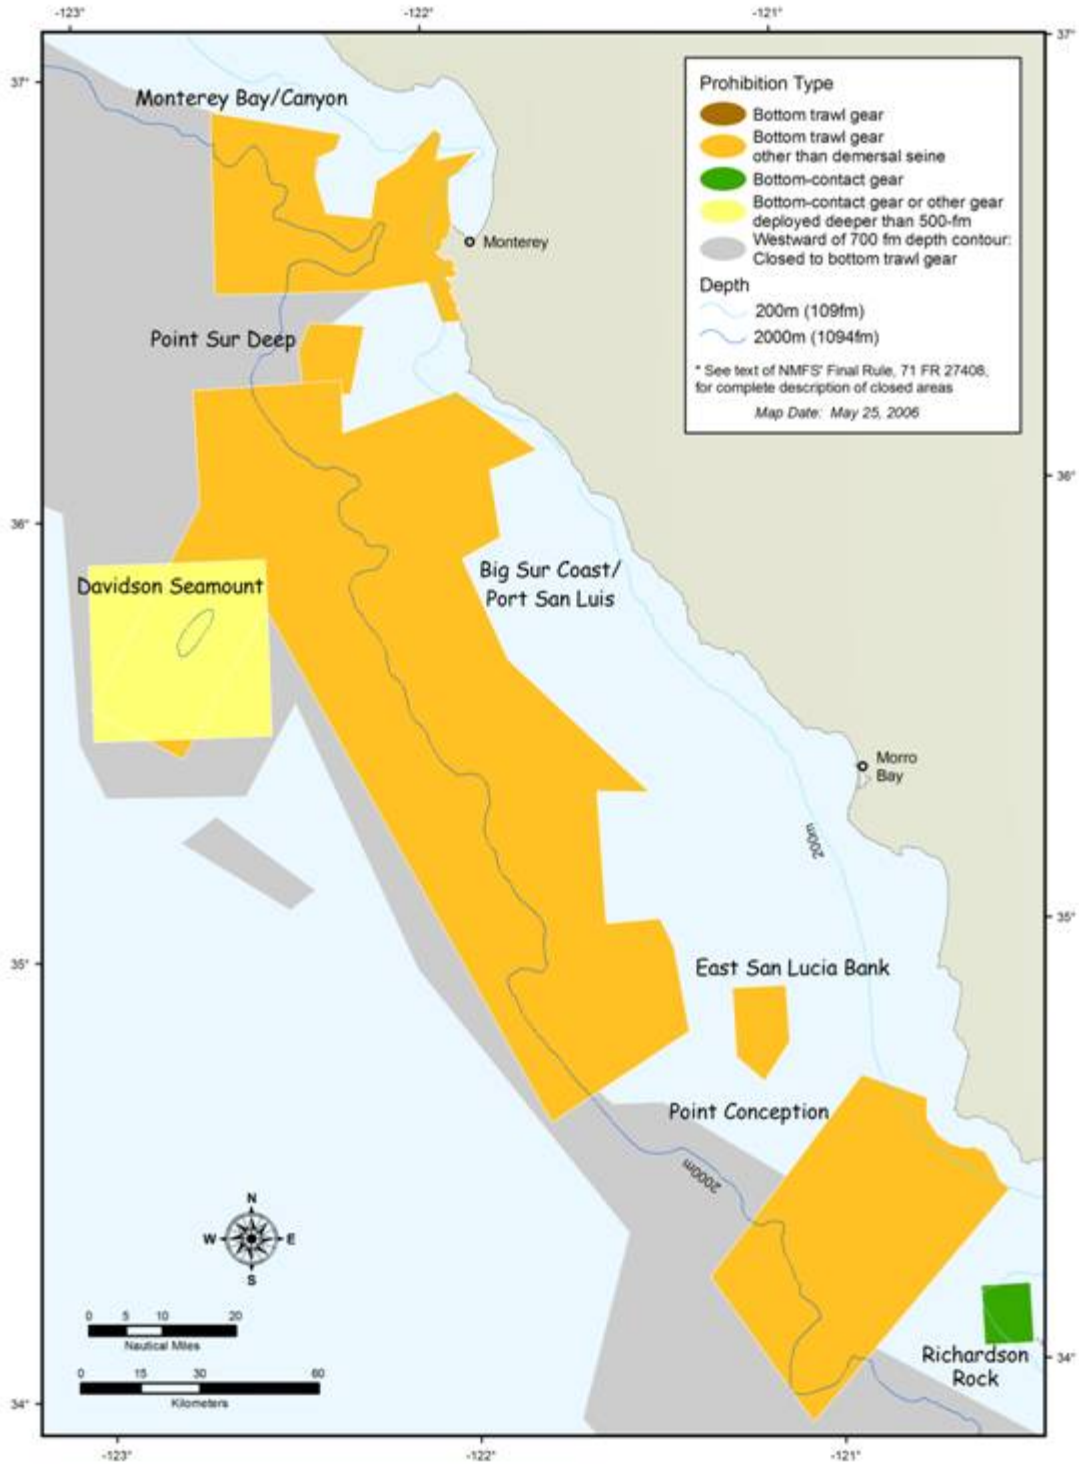 -123°
-122°
-121°
37°
37°
Monterey Bay/Canyon
Prohibition Type
Bottom trawl gear
Bottom trawl gear
other than demersal seine
Bottom-contact gear
Bottom-contact gear or other gear
deployed deeper than 500-fm
Westward of 700 fm depth contour:
Closed to bottom trawl gear
Depth
200m (109fm)
2000m (1094fm)
* See text of NMFS' Final Rule, 71 FR 27408,
for complete description of closed areas
Map Date: May 25, 2006
Monterey
Point Sur Deep
36°
36°
Davidson Seamount
Big Sur Coast/
Port San Luis
Morro
Bay
200m
35°
35°
East San Lucia Bank
Point Conception
2000m
N
W
E
S
0 5 10 20
Nautical Miles
0 15 30 60
Kilometers
Richardson
Rock
34°
34°
-123°
-122°
-121°